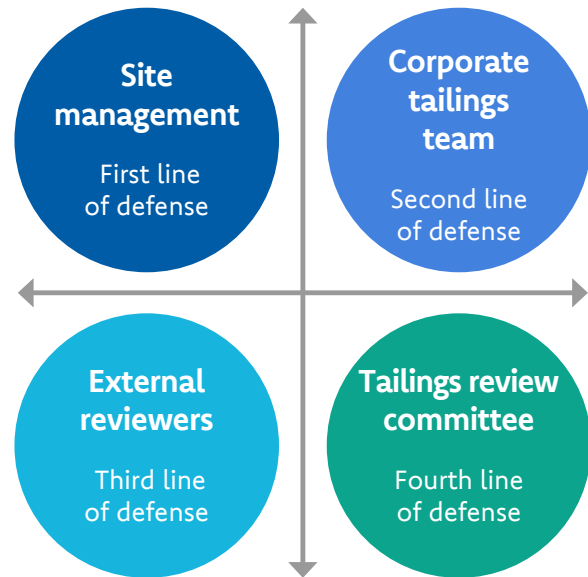 Site
management
First line
of defense
Corporate
tailings
team
Second line
of defense
External
reviewers
Third line
of defense
Tailings review
committee
Fourth line
of defense